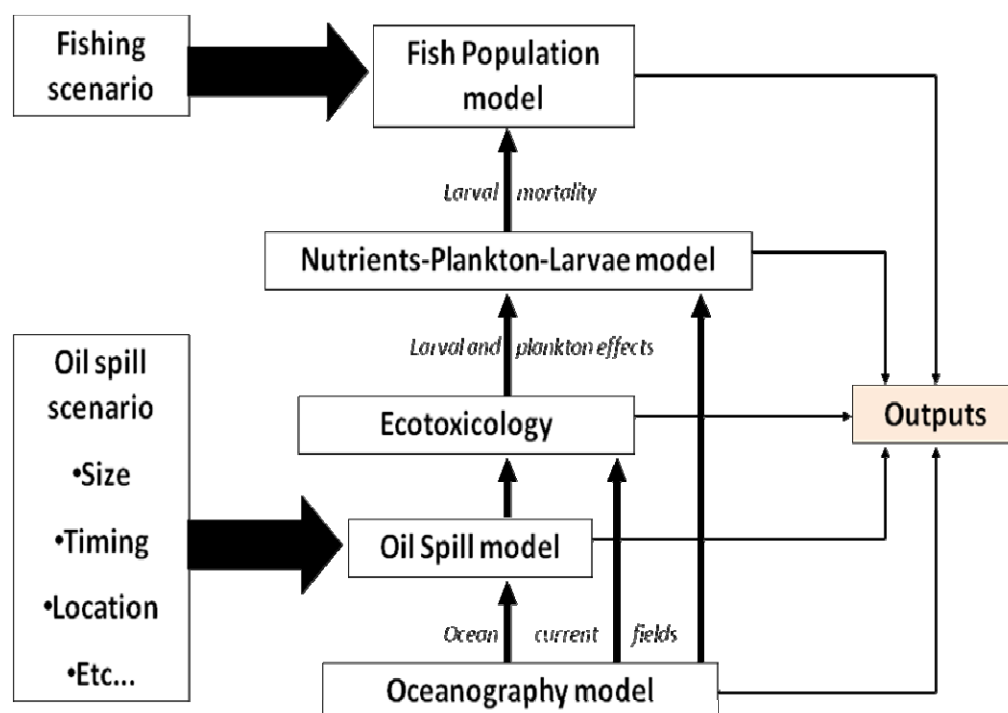 Fishing
scenario
Fish Population
model
Larval mortality
Nutrients-Plankton-Larvae model
Larval and plankton effects
Oil spill
scenario
•Size
•Timing
•Location
•Etc...
Ecotoxicology
Outputs
Oil Spill model
Ocean current fields
Oceanography model